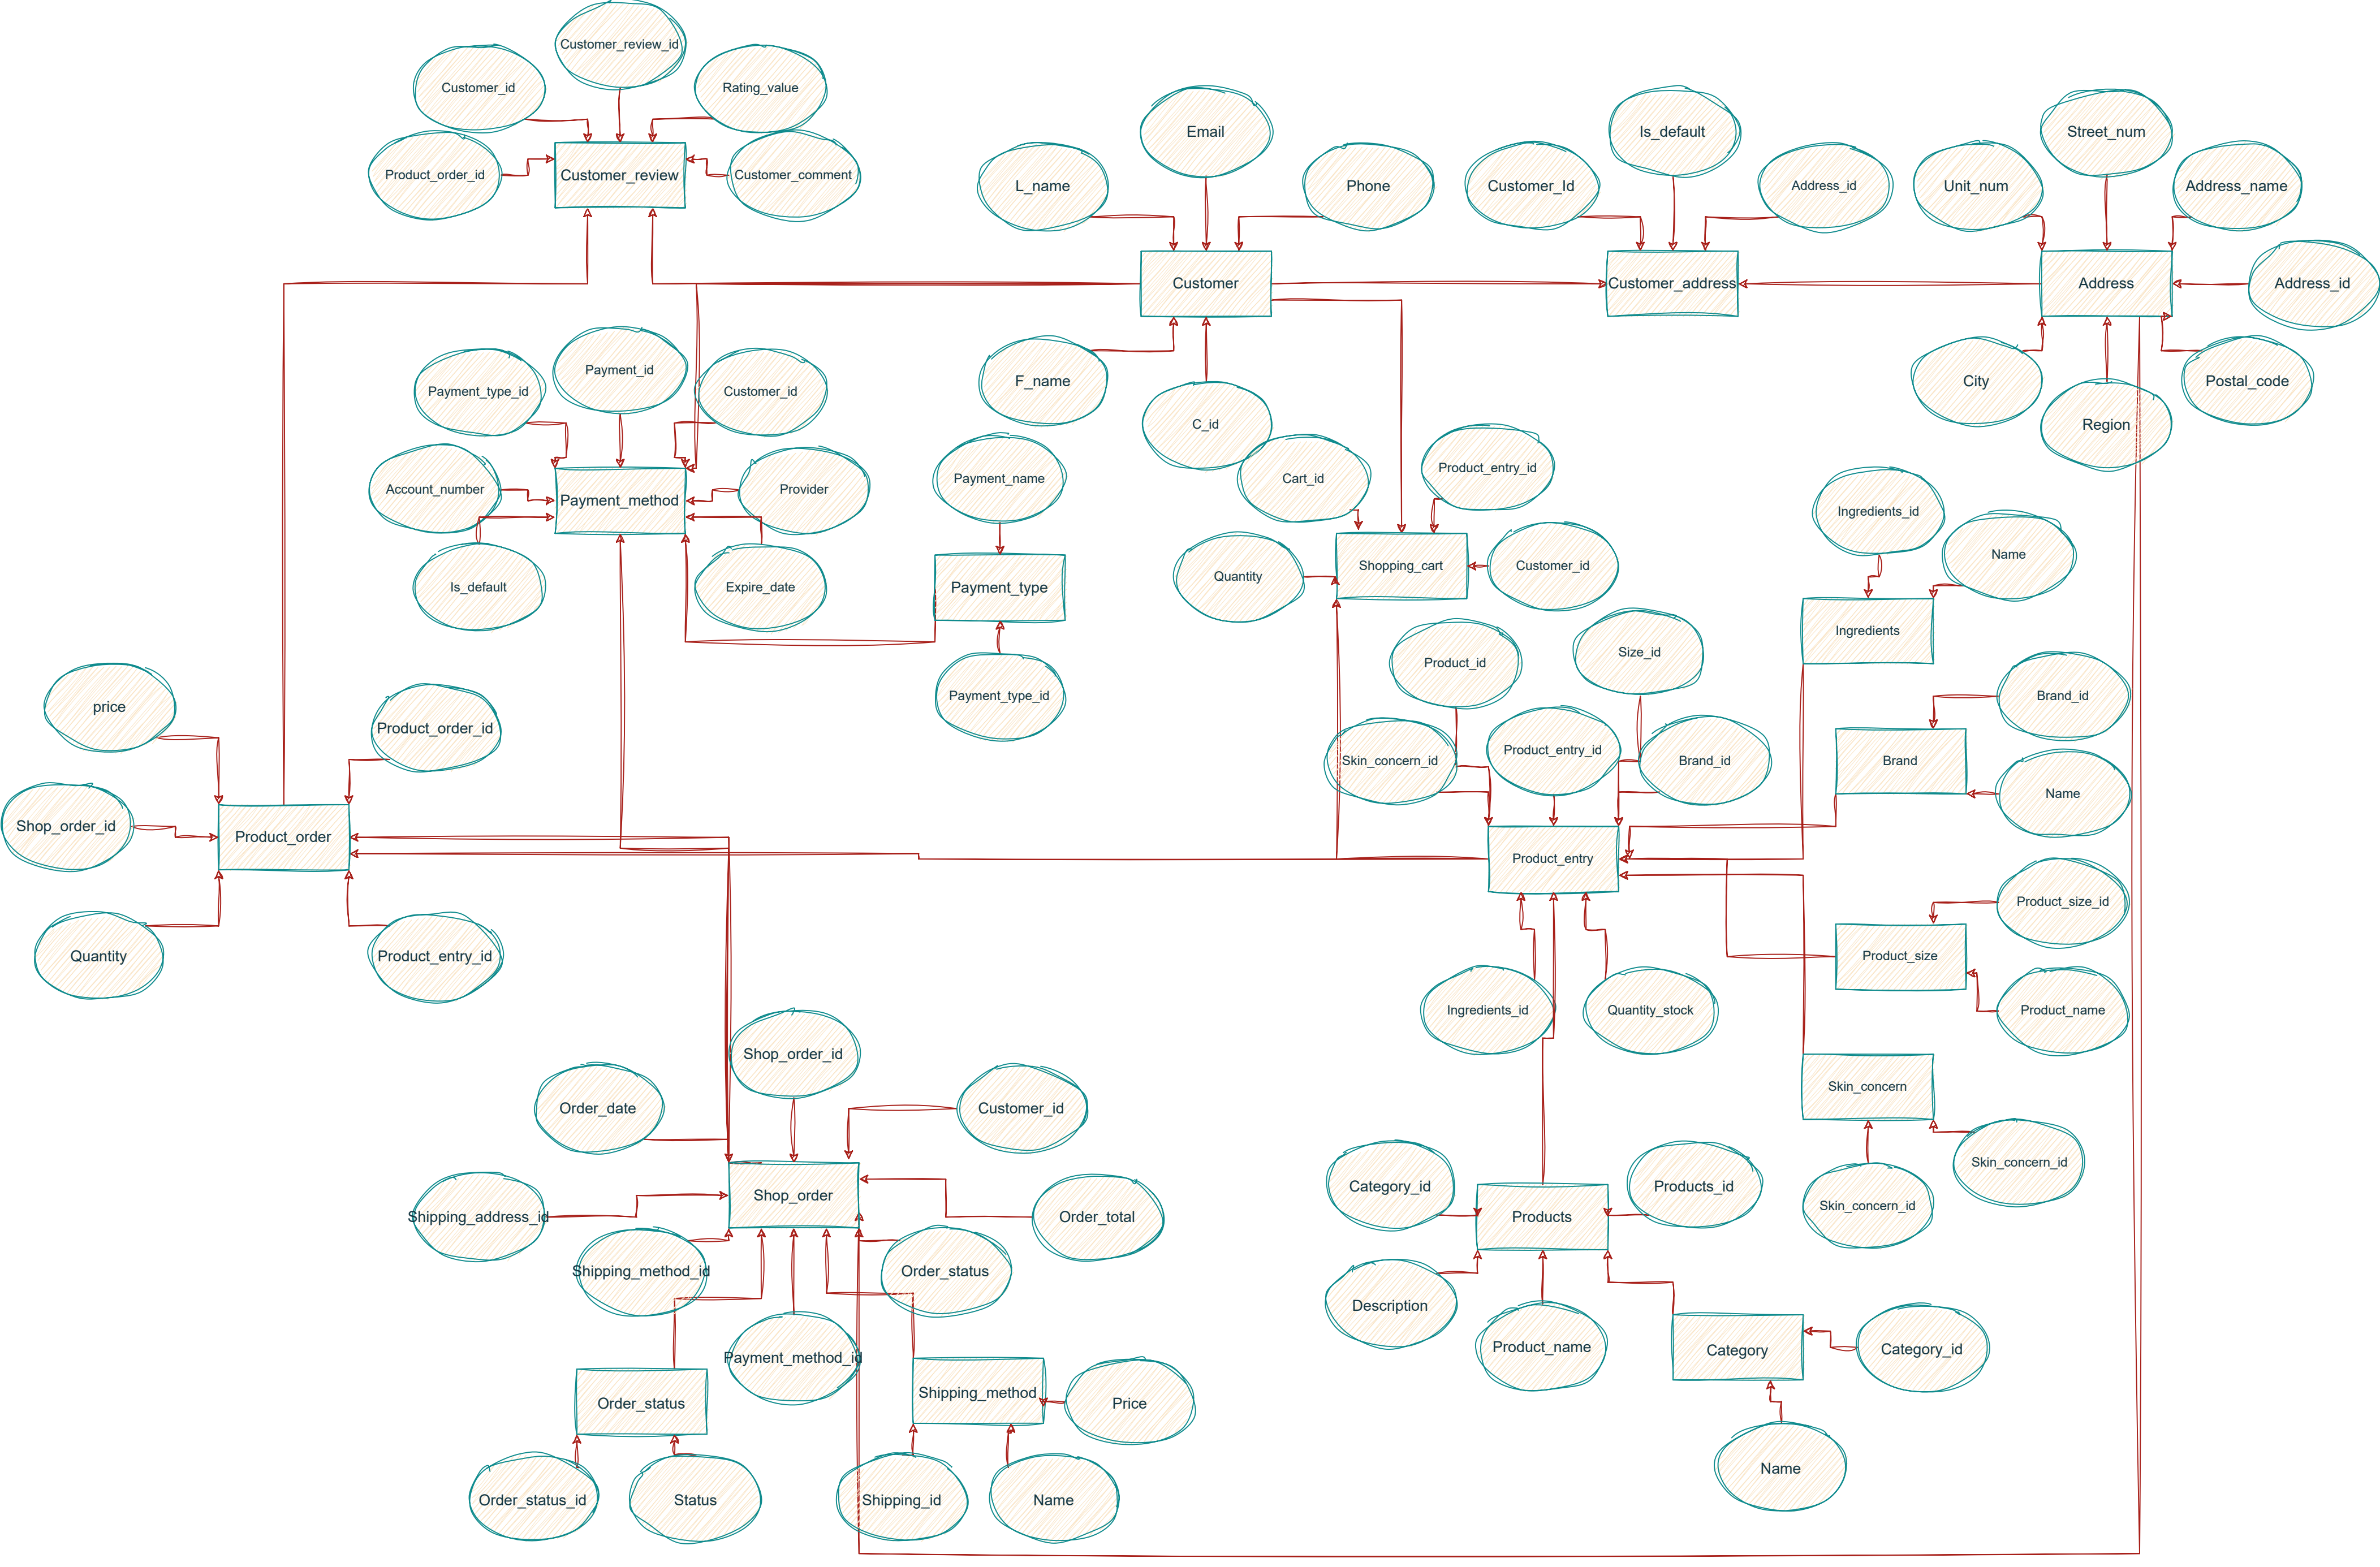 Customer_review_id
Customer_id
Rating_value
Product_order_id
Customer_review
Customer_comment
Email
L_name
Phone
Customer
F_name
C_id
Is_default
Customer_Id
Address_id
Customer_address
Street_num
Unit_num
Address_name
Address
Address_id
City
Region
Postal_code
Payment_id
Payment_type_id
Customer_id
Account_number
Payment_method
Provider
Is_default
Expire_date
Payment_name
Payment_type
Payment_type_id
Cart_id
Product_entry_id
Quantity
Shopping_cart
Customer_id
Ingredients_id
Name
Ingredients
Product_id
Size_id
Skin_concern_id
Product_entry_id
Brand_id
Product_entry
Ingredients_id
Quantity_stock
Brand_id
Brand
Name
Product_size_id
Product_size
Product_name
Skin_concern
Skin_concern_id
Skin_concern_id
price
Product_order_id
Shop_order_id
Product_order
Quantity
Product_entry_id
Shop_order_id
Order_date
Customer_id
Shop_order
Shipping_address_id
Order_total
Shipping_method_id
Order_status
Payment_method_id
Order_status
Shipping_method
Price
Order_status_id
Status
Shipping_id
Name
Category_id
Products_id
Products
Description
Product_name
Category
Category_id
Name